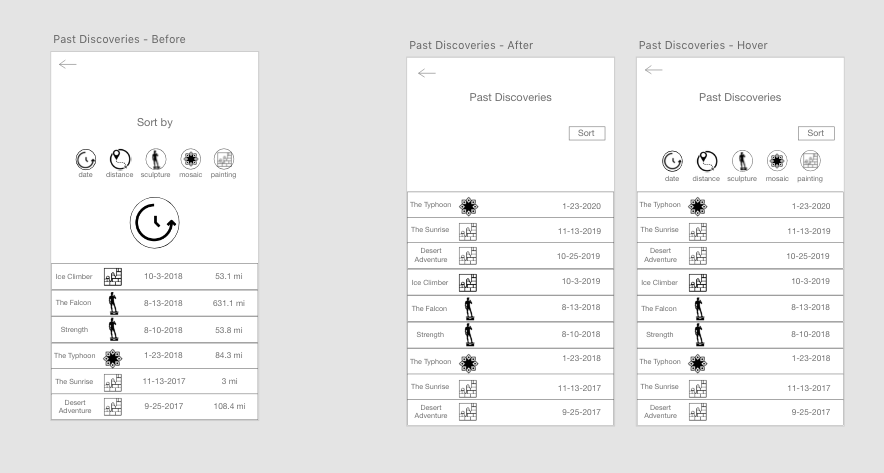 Past Discoveries - Before
Sort by
date distance sculpture mosaic painting
Ice Climber 10-3-2018 53.1 mi
The Falcon 8-13-2018 631.1 mi
Strength 8-10-2018 53.8 mi
The Typhoon 1-23-2018 84.3 mi
The Sunrise 11-13-2017 3 mi
Desert
Adventure 9-25-2017 108.4 mi
Past Discoveries - After
Past Discoveries
Sort
The Typhoon 1-23-2020
The Sunrise 11-13-2019
Desert
Adventure 10-25-2019
Ice Climber 10-3-2019
The Falcon 8-13-2018
Strength 8-10-2018
The Typhoon 1-23-2018
The Sunrise 11-13-2017
Desert
Adventure 9-25-2017
Past Discoveries - Hover
Past Discoveries
Sort
date distance sculpture mosaic painting
The Typhoon 1-23-2020
The Sunrise 11-13-2019
Desert
Adventure 10-25-2019
Ice Climber 10-3-2019
The Falcon 8-13-2018
Strength 8-10-2018
The Typhoon 1-23-2018
The Sunrise 11-13-2017
Desert
Adventure 9-25-2017